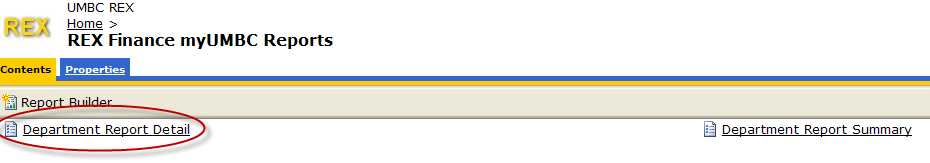 UMBC REX
REX
Home >
REX Finance myUMBC Reports
Contents Properties
Report Builder
Department Report Detail Department Report Summary